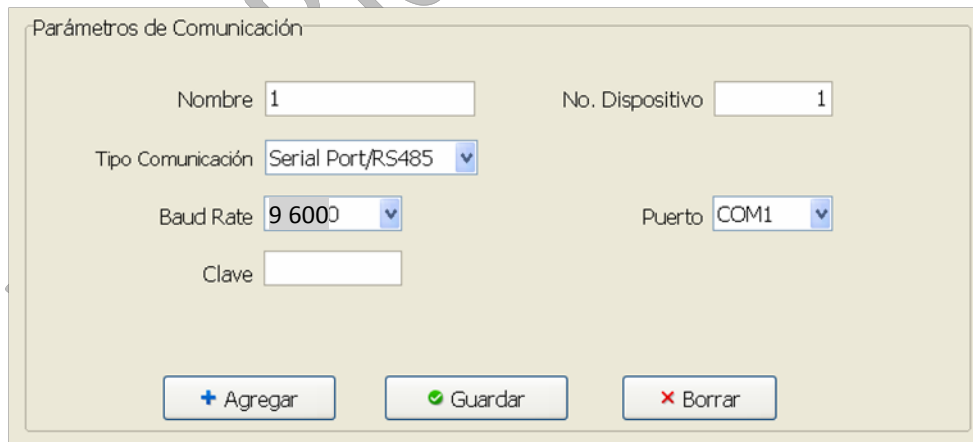 Parámetros de Comunicación
Nombre 1 No. Dispositivo 1
Tipo Comunicación Serial Port/RS485
Baud Rate 9 6000 Puerto COM1
Clave
Agregar Guardar Borrar